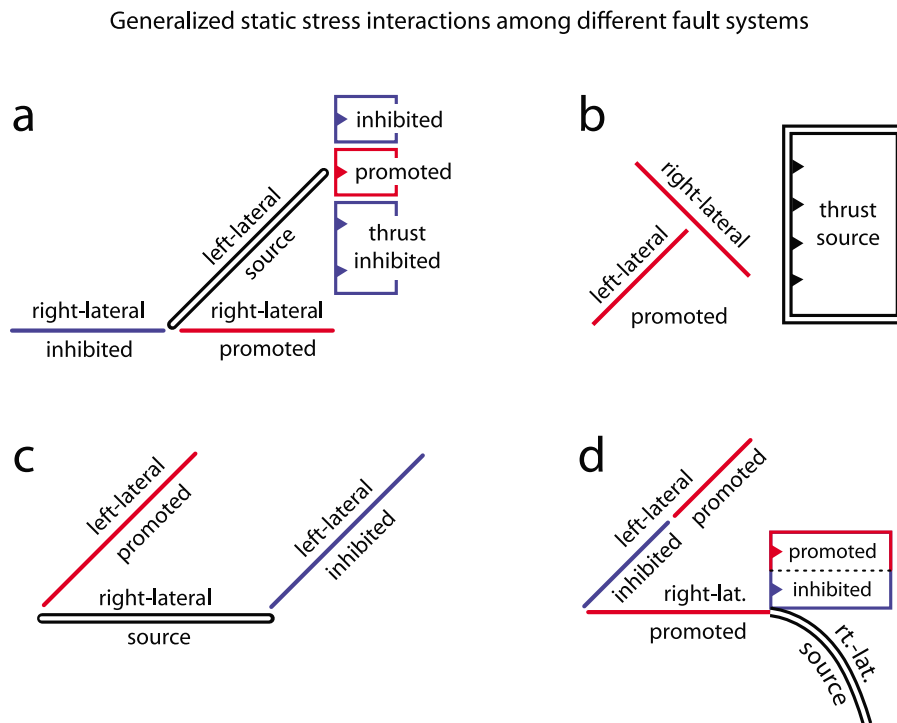 Generalized static stress interactions among different fault systems
a
inhibited
promoted
thrust
inhibited
left-lateral
source
right-lateral
inhibited
right-lateral
promoted
b
right-lateral
left-lateral
promoted
thrust
source
c
left-lateral
promoted
left-lateral
inhibited
right-lateral
source
d
left-lateral
promoted
inhibited
right-lat.
promoted
promoted
inhibited
rt.-lat.
source